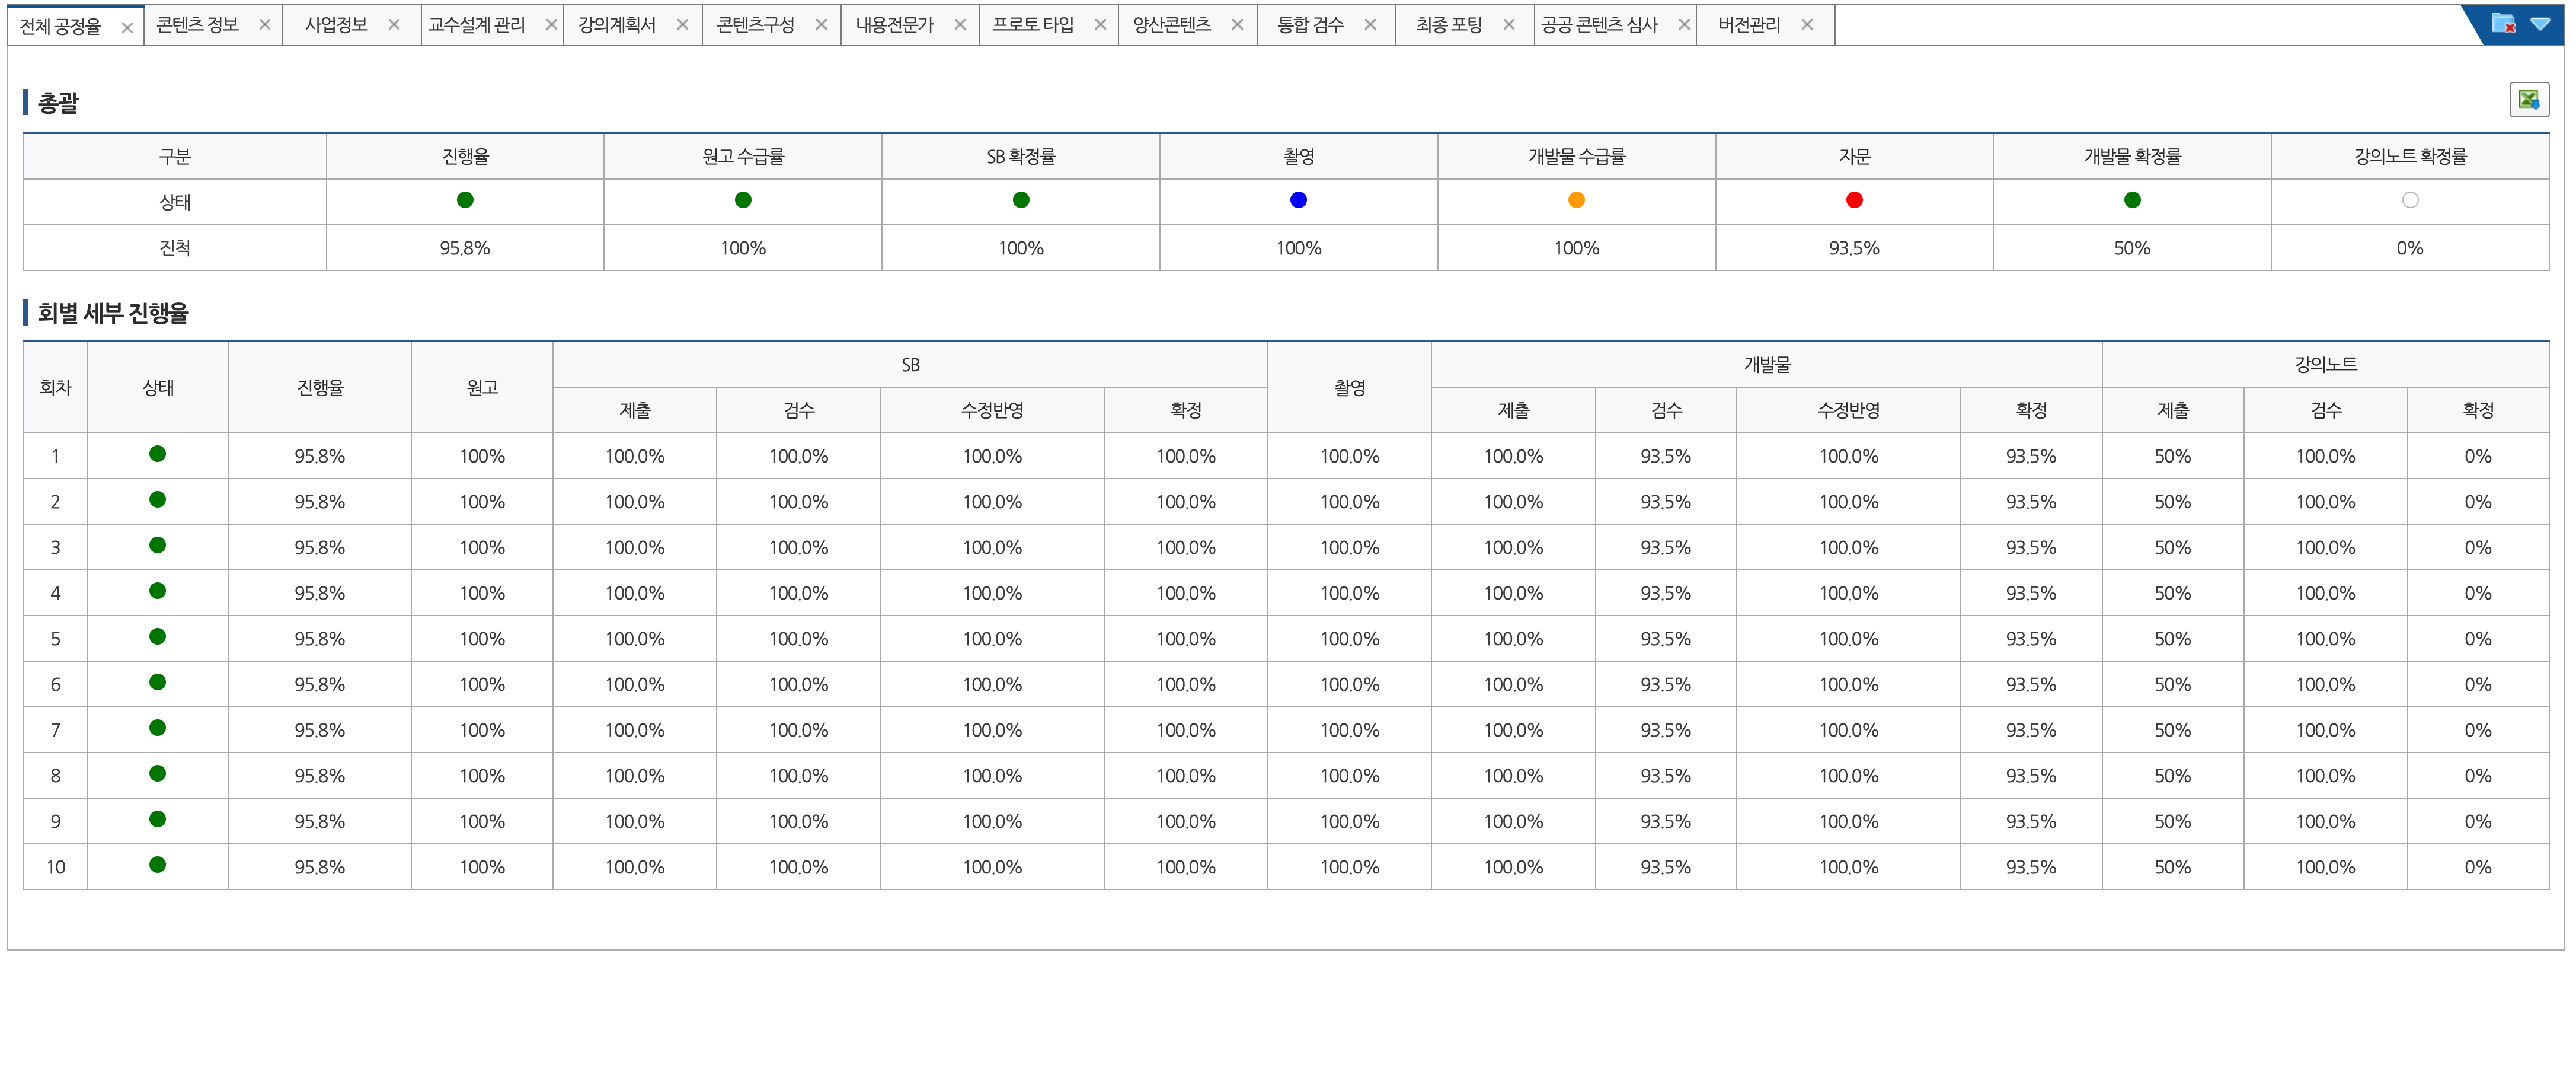 전체 공정율 콘텐츠 정보 사업정보 교수설계 관리 강의계획서 콘텐츠구성 내용전문가 프로토 타입 양산콘텐츠 통합 검수 최종 포팅 공공 콘텐츠 심사 버전관리
총괄
구분 진행율 원고 수급률 SB 확정률 촬영 개발물 수급률 자문 개발물 확정률 강의노트 확정률
상태
진척 95.8% 100% 100% 100% 100% 93.5% 50% 0%
회별 세부 진행율
회차 상태 진행율 원고 SB 촬영 개발물 강의노트
제출 검수 수정반영 확정 제출 검수 수정반영 확정 제출 검수 확정
1 95.8% 100% 100.0% 100.0% 100.0% 100.0% 100.0% 100.0% 93.5% 100.0% 93.5% 50% 100.0% 0%
2 95.8% 100% 100.0% 100.0% 100.0% 100.0% 100.0% 100.0% 93.5% 100.0% 93.5% 50% 100.0% 0%
3 95.8% 100% 100.0% 100.0% 100.0% 100.0% 100.0% 100.0% 93.5% 100.0% 93.5% 50% 100.0% 0%
4 95.8% 100% 100.0% 100.0% 100.0% 100.0% 100.0% 100.0% 93.5% 100.0% 93.5% 50% 100.0% 0%
5 95.8% 100% 100.0% 100.0% 100.0% 100.0% 100.0% 100.0% 93.5% 100.0% 93.5% 50% 100.0% 0%
6 95.8% 100% 100.0% 100.0% 100.0% 100.0% 100.0% 100.0% 93.5% 100.0% 93.5% 50% 100.0% 0%
7 95.8% 100% 100.0% 100.0% 100.0% 100.0% 100.0% 100.0% 93.5% 100.0% 93.5% 50% 100.0% 0%
8 95.8% 100% 100.0% 100.0% 100.0% 100.0% 100.0% 100.0% 93.5% 100.0% 93.5% 50% 100.0% 0%
9 95.8% 100% 100.0% 100.0% 100.0% 100.0% 100.0% 100.0% 93.5% 100.0% 93.5% 50% 100.0% 0%
10 95.8% 100% 100.0% 100.0% 100.0% 100.0% 100.0% 100.0% 93.5% 100.0% 93.5% 50% 100.0% 0%